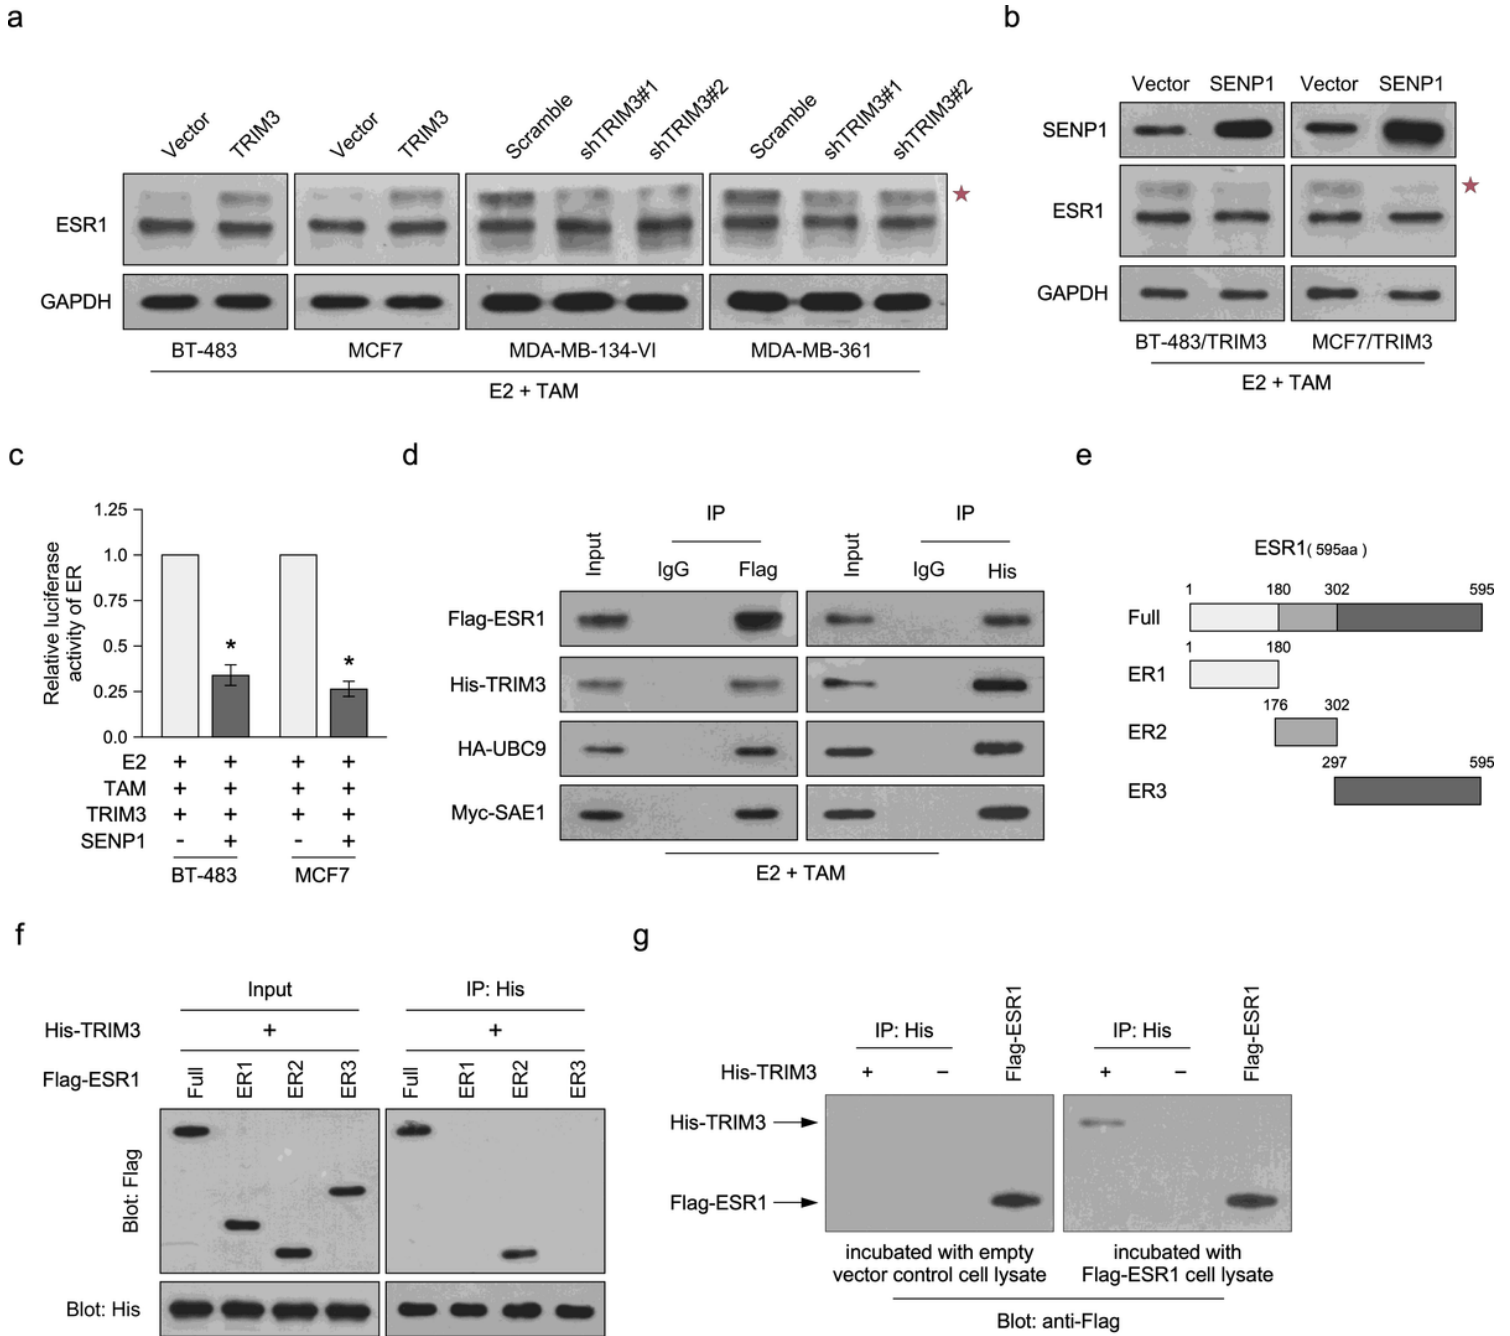 a
Vector
TRIM3
Vector
TRIM3
Scramble
shTRIM3#1
shTRIM3#2
Scramble
shTRIM3#1
shTRIM3#2
ESR1
GAPDH
BT-483 MCF7 MDA-MB-134-VI MDA-MB-361
E2 + TAM
b
Vector SENP1 Vector SENP1
SENP1
ESR1
GAPDH
BT-483/TRIM3 MCF7/TRIM3
E2 + TAM
c
Relative luciferase
activity of ER
1.25
1.0
0.75
0.5
0.25
0.0
* *
E2 + + + +
TAM + + + +
TRIM3 + + + +
SENP1 - + - +
BT-483 MCF7
d
IP IP
Input IgG Flag Input IgG His
Flag-ESR1
His-TRIM3
HA-UBC9
Myc-SAE1
E2 + TAM
e
ESR1( 595aa )
1 180 302 595
Full
1 180
ER1
176 302
ER2
297 595
ER3
f
Input IP: His
His-TRIM3 + +
Flag-ESR1 Full ER1 ER2 ER3 Full ER1 ER2 ER3
Blot: Flag
Blot: His
g
IP: His Flag-ESR1 IP: His Flag-ESR1
His-TRIM3 + – + –
His-TRIM3
Flag-ESR1
incubated with empty
vector control cell lysate
incubated with
Flag-ESR1 cell lysate
Blot: anti-Flag